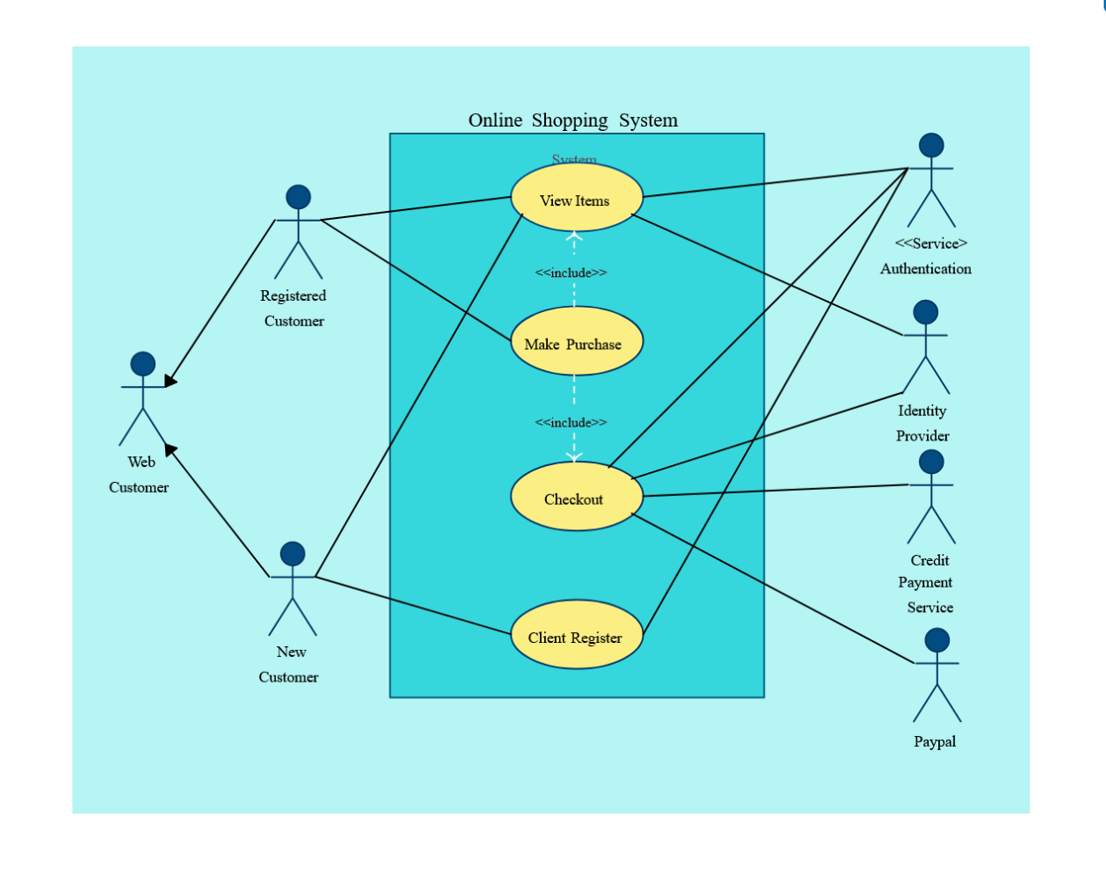 Online Shopping System
System
View Items
<<include>>
Make Purchase
<<include>>
Checkout
Client Register
Registered
Customer
Web
Customer
New
Customer
<<Service>
Authentication
Identity
Provider
Credit
Payment
Service
Paypal